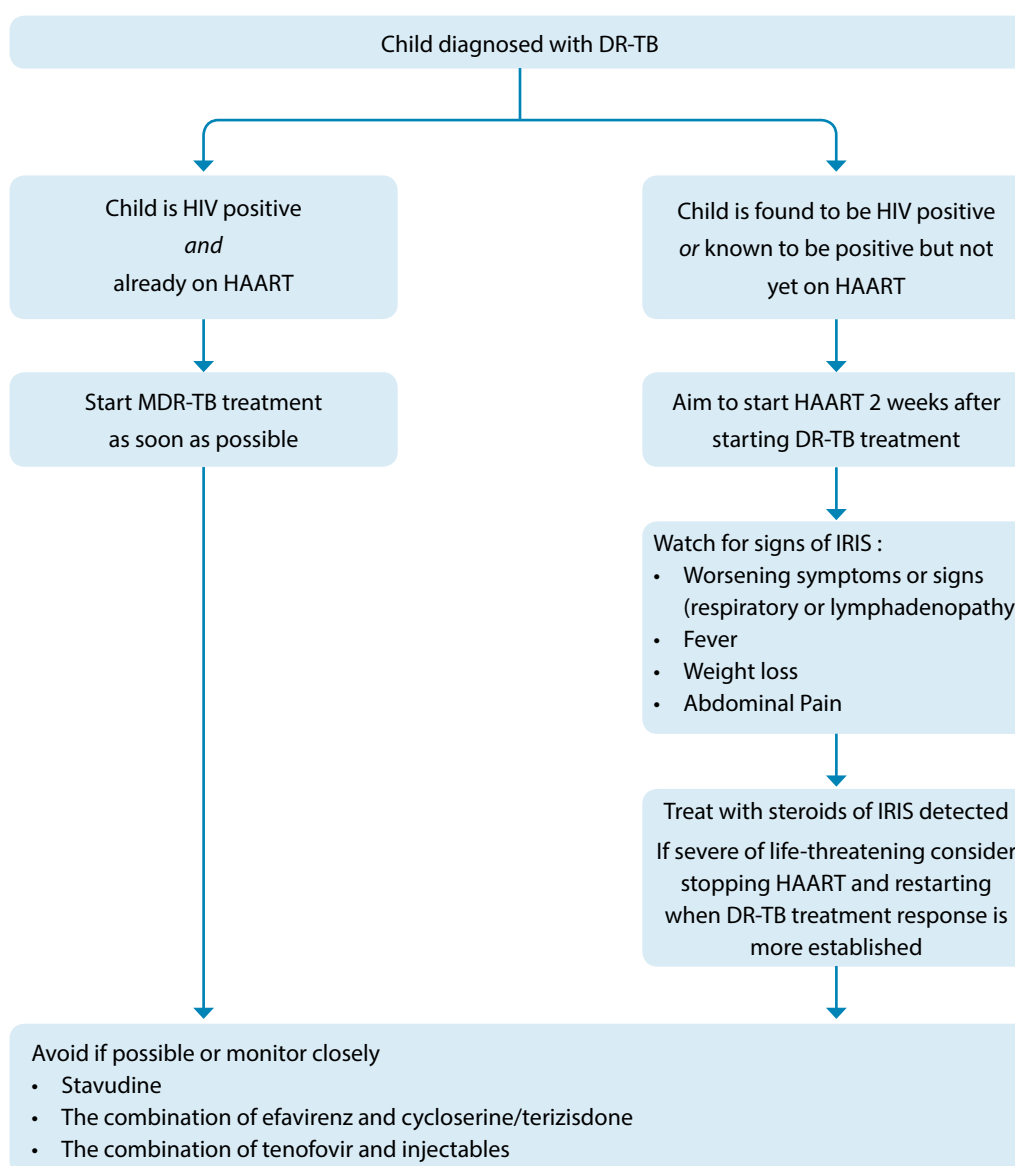 Child diagnosed with DR-TB
Child is HIV positive
and
already on HAART
Start MDR-TB treatment
as soon as possible
Child is found to be HIV positive
or known to be positive but not
yet on HAART
Aim to start HAART 2 weeks after
starting DR-TB treatment
Watch for signs of IRIS :
• Worsening symptoms or signs
(respiratory or lymphadenopathy
• Fever
• Weight loss
• Abdominal Pain
Treat with steroids of IRIS detected
If severe of life-threatening consider
stopping HAART and restarting
when DR-TB treatment response is
more established
Avoid if possible or monitor closely
• Stavudine
• The combination of efavirenz and cycloserine/terizisdone
• The combination of tenofovir and injectables